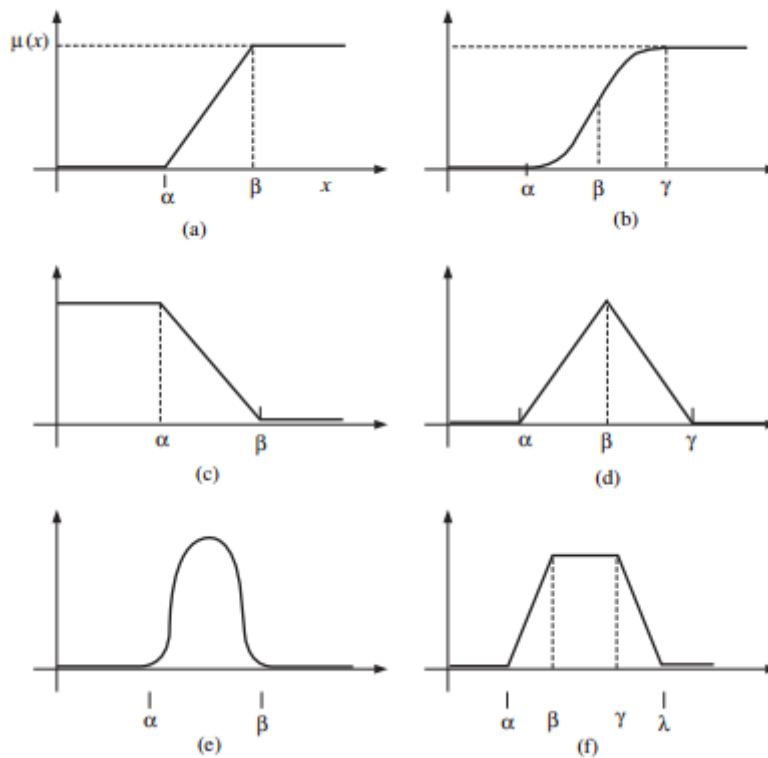 μ(x)
α β x
(a)
α β γ
(b)
α β
(c)
α β γ
(d)
α β
(e)
α β γ λ
(f)